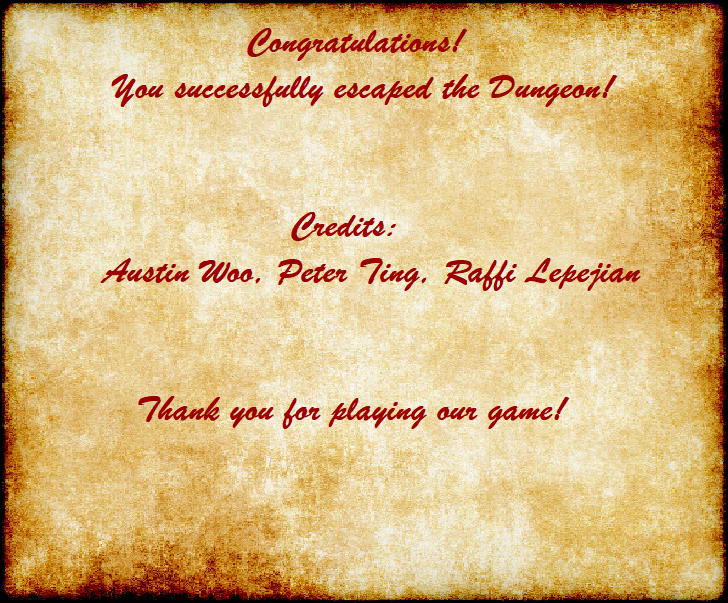 Congratulations!
You successfully escaped the Dungeon!
Credits:
Austin Woo, Peter Ting, Raffi Lepejian
Thank you for playing our game!